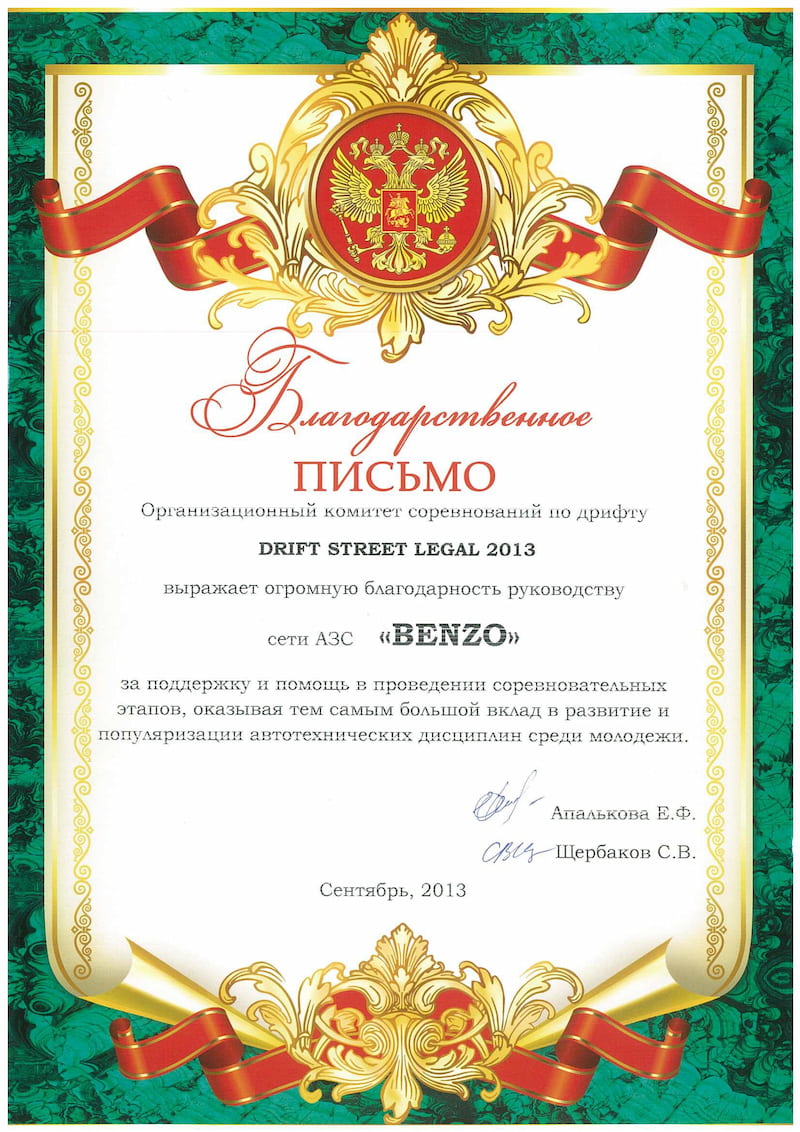 Благодарственное
ПИСЬМО
Организационный комитет соревнований по дрифту
DRIFT STREET LEGAL 2013
выражает огромную благодарность руководству
сети АЗС «BENZO»
за поддержку и помощь в проведении соревновательных
этапов, оказывая тем самым большой вклад в развитие и
популяризации автотехнических дисциплин среди молодежи.
Апалькова Е.Ф.
Щербаков С.В.
Сентябрь, 2013